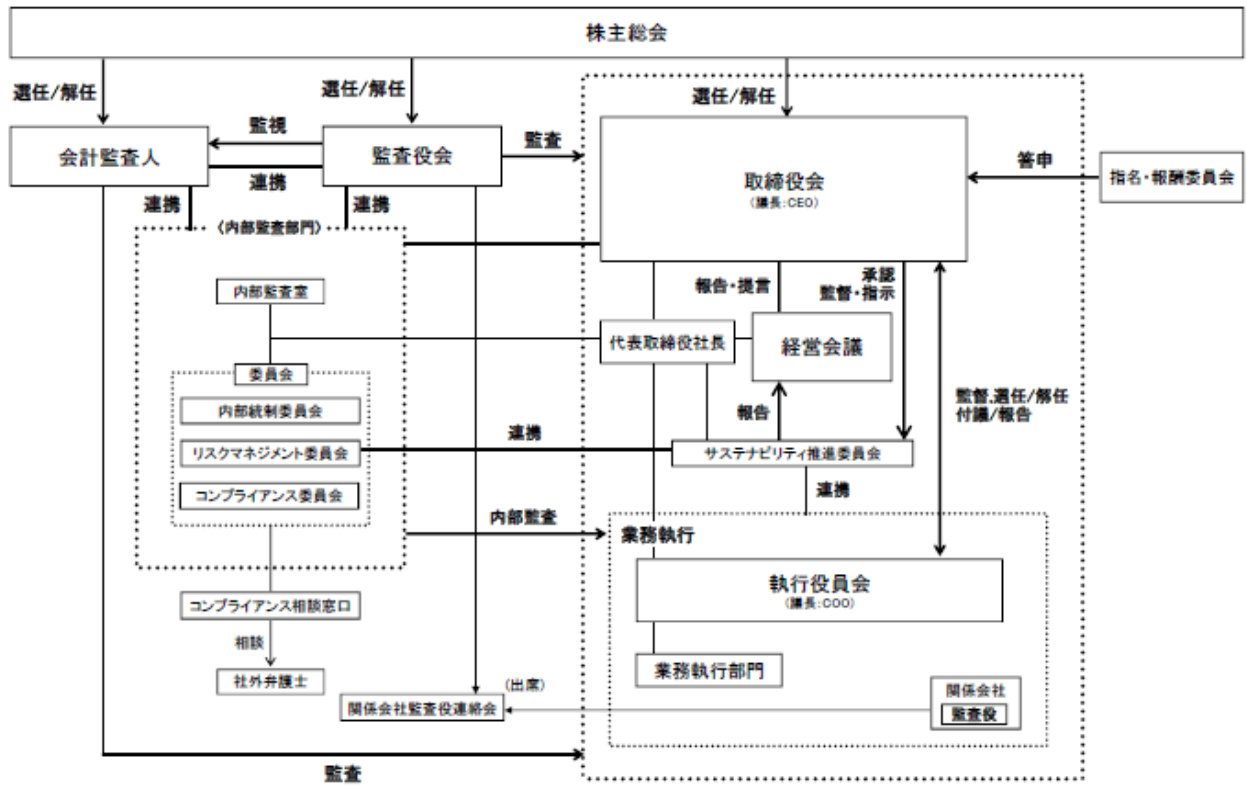 株主総会
選任/解任
選任/解任
選任/解任
会計監査人
監視
連携
監査役会
監査
取締役会
(議長:CEO)
答申
指名・報酬委員会
連携
連携
〈内部監査部門〉
内部監査室
報告・提言
承認
監督・指示
代表取締役社長
経営会議
委員会
内部統制委員会
リスクマネジメント委員会
コンプライアンス委員会
連携
報告
監督,選任/解任
付議/報告
サステナビリティ推進委員会
連携
内部監査
業務執行
執行役員会
(議長:COO)
コンプライアンス相談窓口
相談
社外弁護士
業務執行部門
(出席)
関係会社監査役連絡会
関係会社
監査役
監査